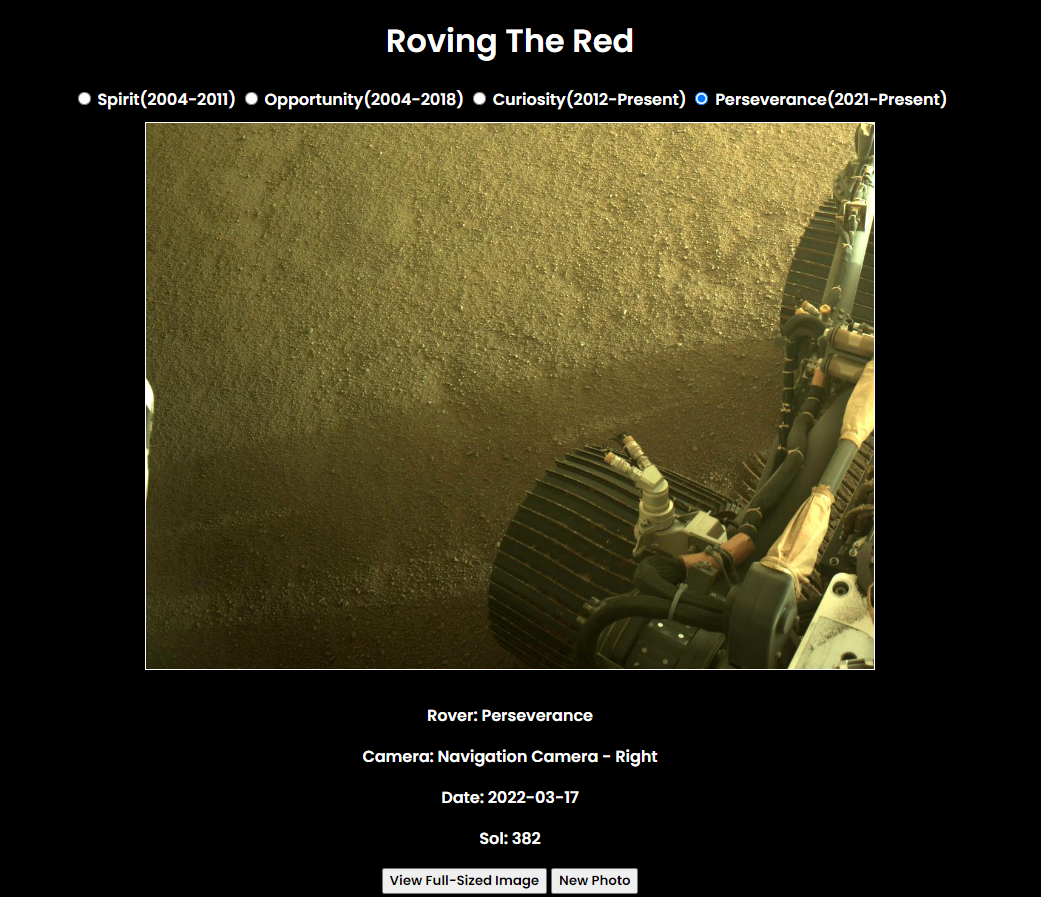 Roving The Red
Spirit(2004-2011) Opportunity(2004-2018) Curiosity(2012-Present) Perseverance(2021-Present)
Rover: Perseverance
Camera: Navigation Camera - Right
Date: 2022-03-17
Sol: 382
View Full-Sized Image New Photo